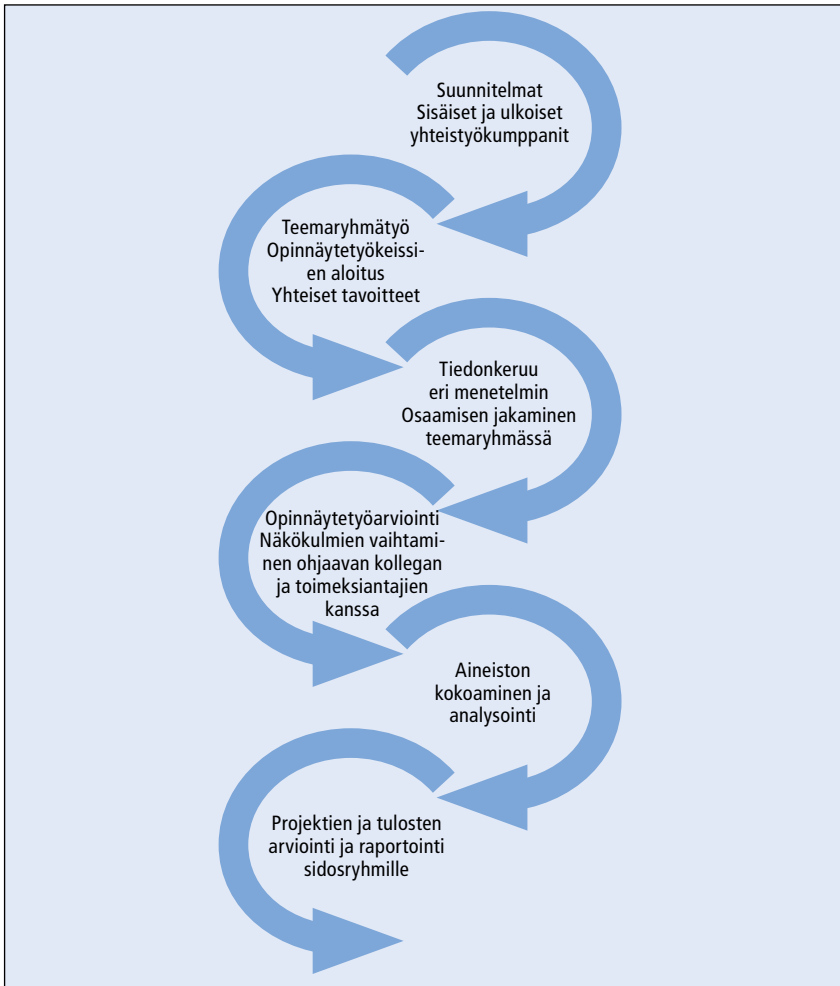 Suunnitelmat
Sisäiset ja ulkoiset
yhteistyökumppanit
Teemaryhmätyö
Opinnäytetyökeissi-
en aloitus
Yhteiset tavoitteet
Tiedonkeruu
eri menetelmin
Osaamisen jakaminen
teemaryhmässä
Opinnäytetyöarviointi
Näkökulmien vaihtami-
nen ohjaavan kollegan
ja toimeksiantajien
kanssa
Aineiston
kokoaminen ja
analysointi
Projektien ja tulosten
arviointi ja raportointi
sidosryhmille